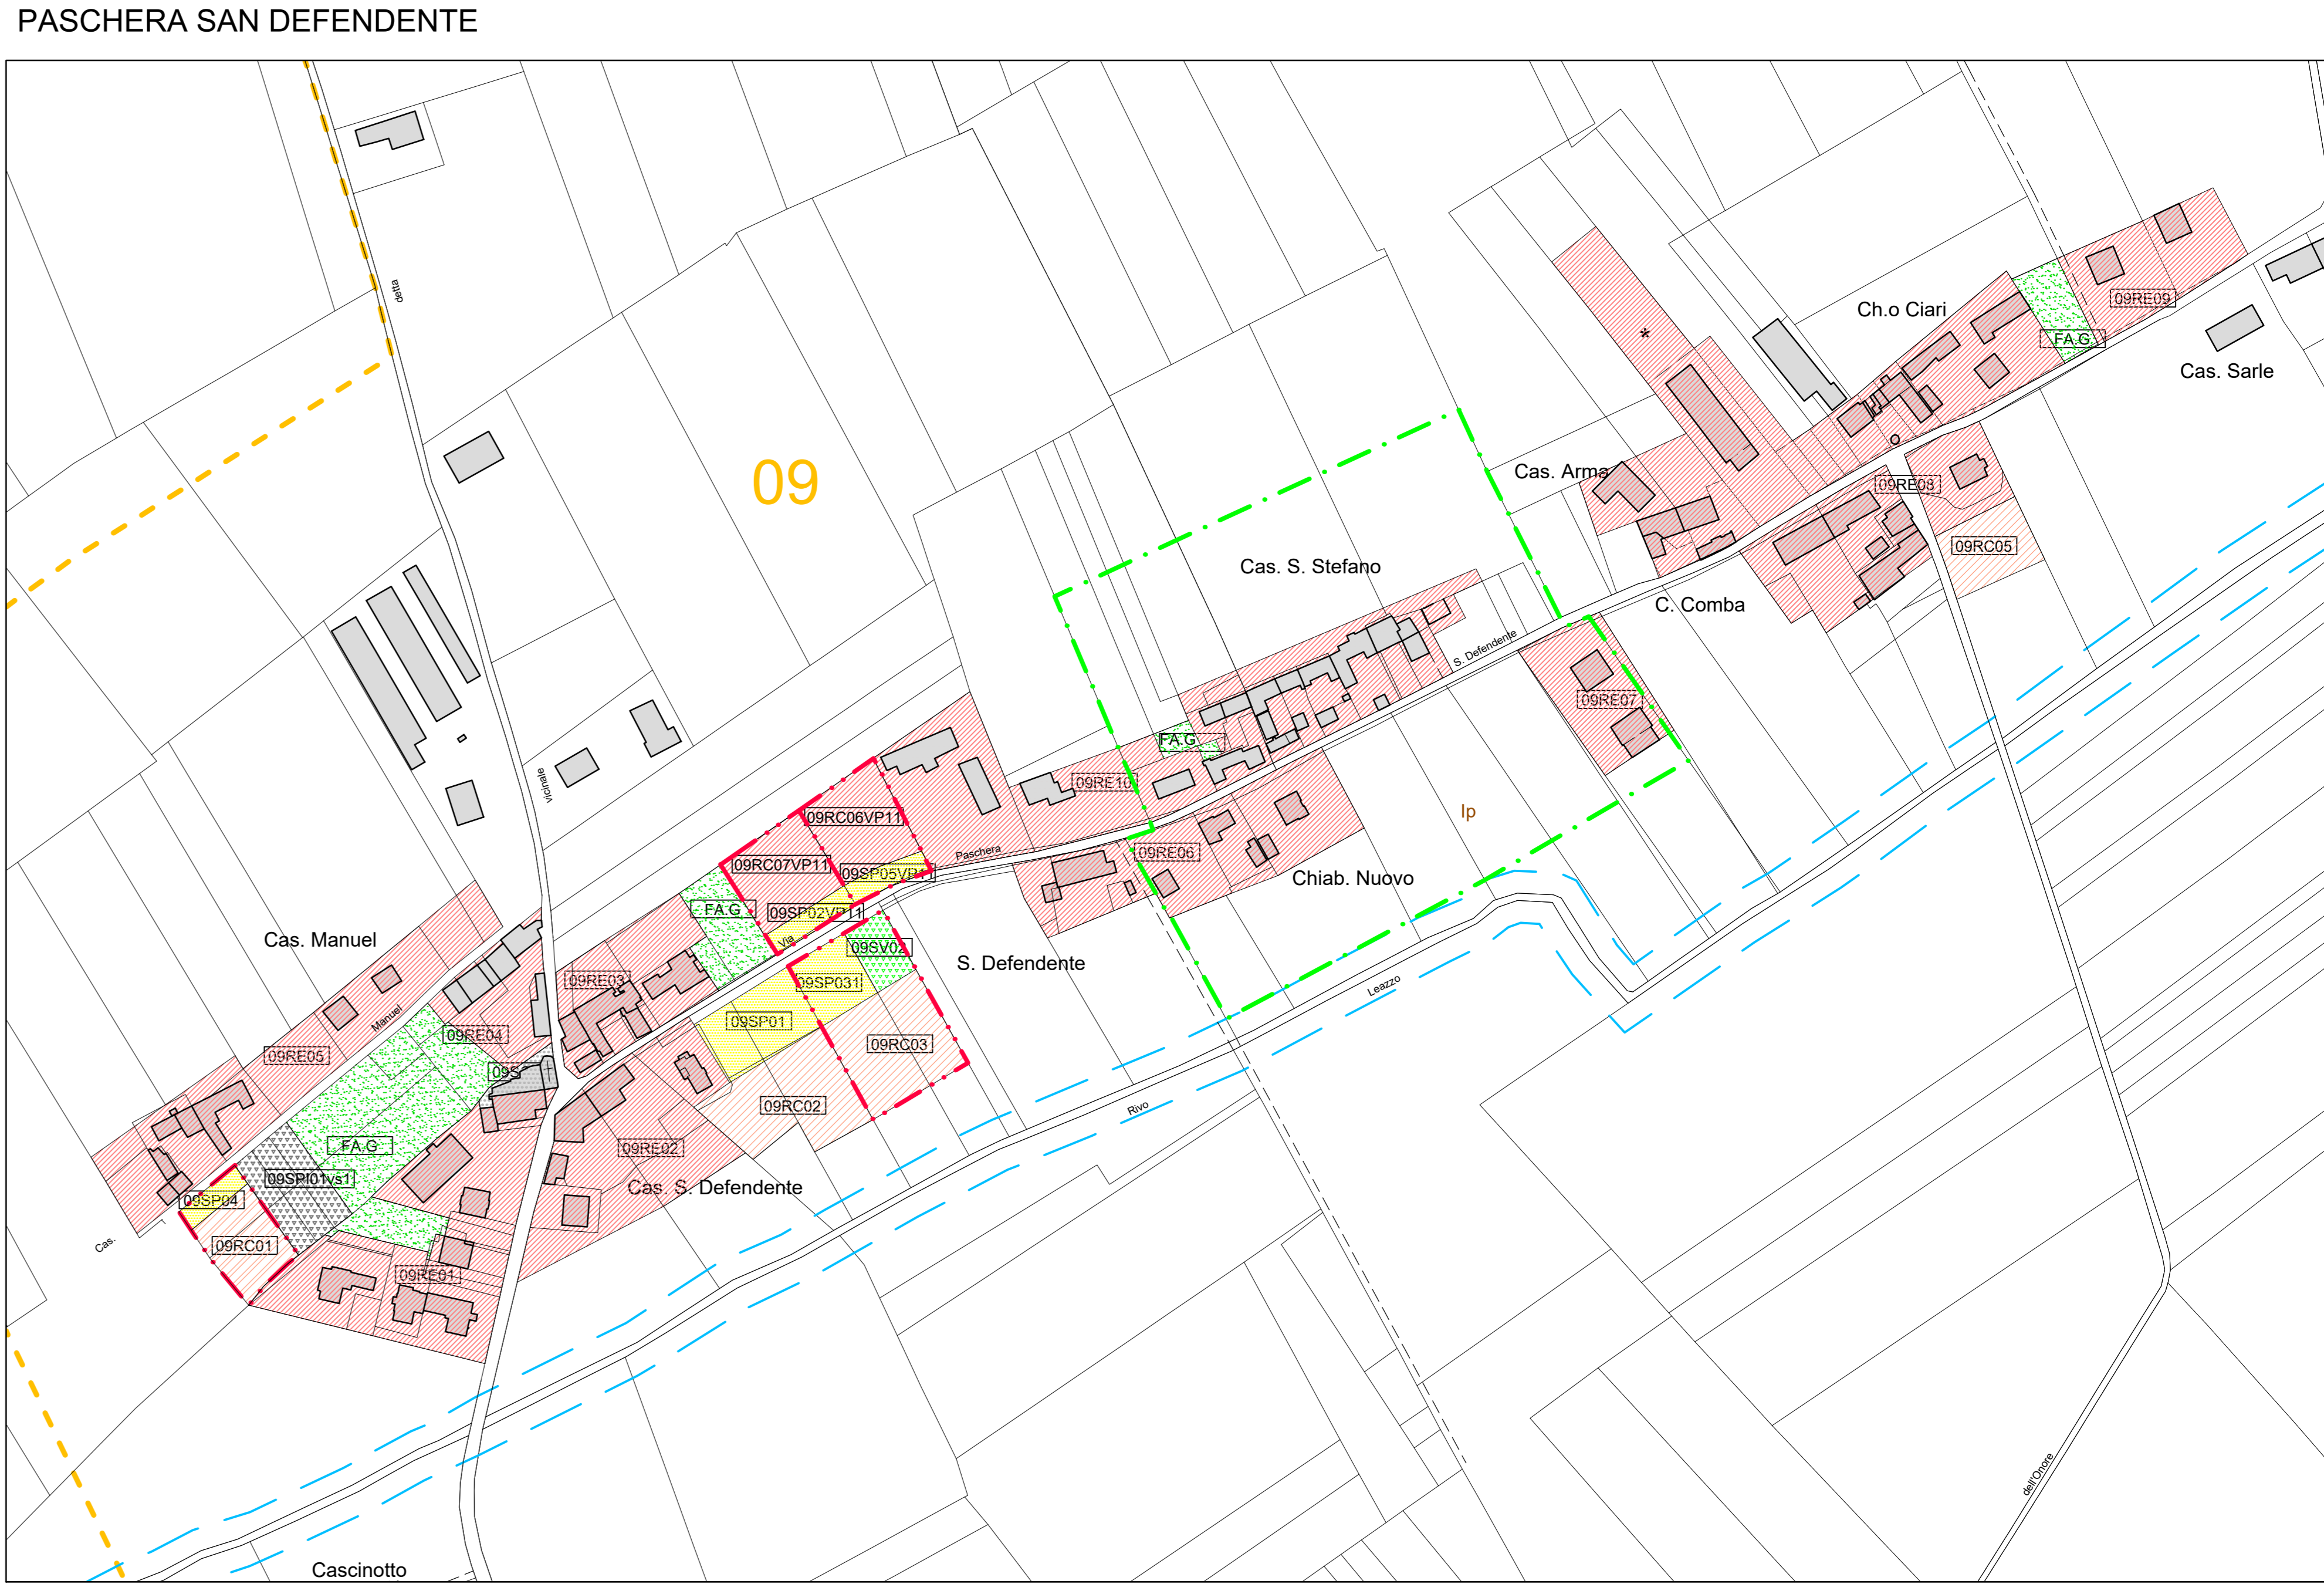 PASCHERA SAN DEFENDENTE
detta
09RE09
Ch.o Ciari
FA.G
*
Cas. Sarle
Cas. Arma
09
09RE08
09RC05
Cas. S. Stefano
C. Comba
S. Defendente
09RE07
FA.G
vicinale
09RE10
Ip
09RC06VP11
Paschera
09RE06
09RC07VP11
09SP05VP11
Chiab. Nuovo
FA.G
09SP02VP11
Cas. Manuel
Via
09SV02
S. Defendente
09RE03
09SP031
Leazzo
Manuel
09SP01
09RE04
09RC03
09RE05
09S
09RC02
Rivo
FA.G
09RE02
09SPI01vs1
Cas. S. Defendente
09SP04
Cas.
09RC01
09RE01
dell'Onore
Cascinotto